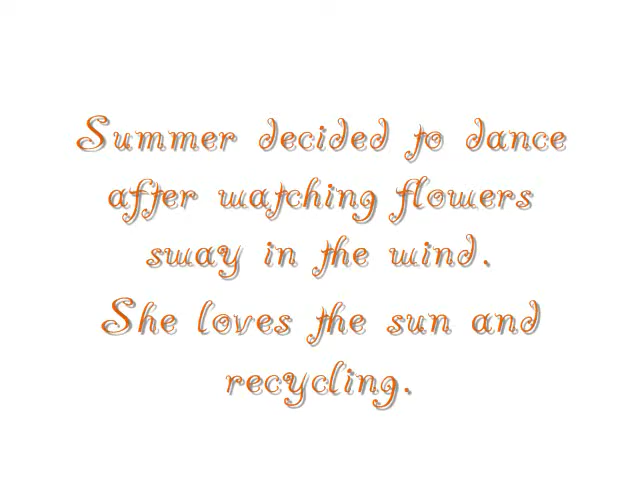 Summer decided to dance
after watching flowers
sway in the wind.
She loves the sun and
recycling.